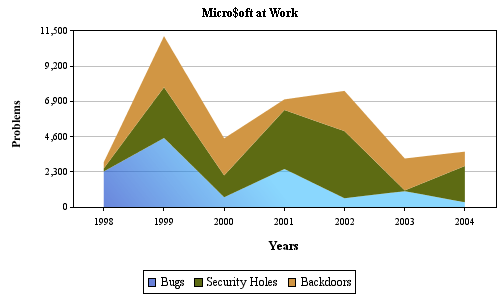 Micro$oft at Work
Problems
11,500
9,200
6,900
4,600
2,300
0
1998 1999 2000 2001 2002 2003 2004
Years
Bugs Security Holes Backdoors